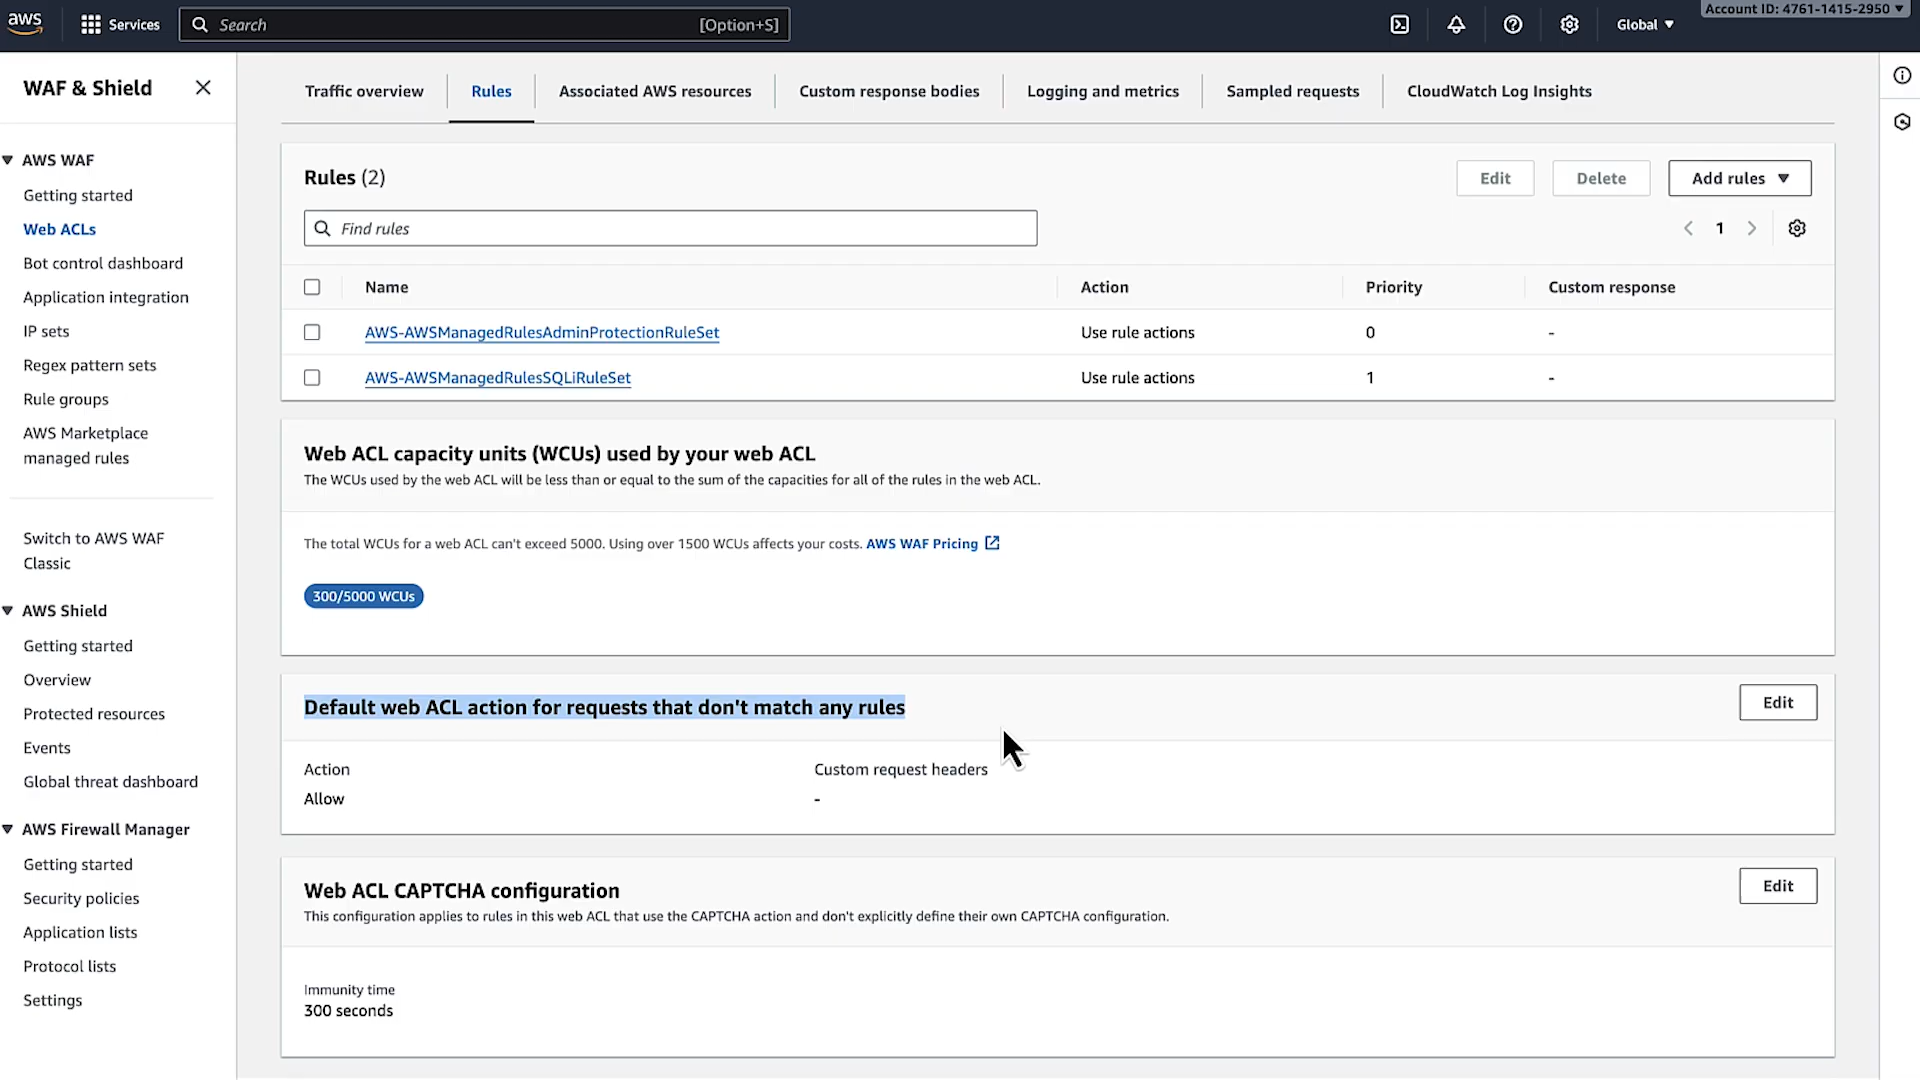 aws
Services
Search
[Option+S]
Global ▼
Account ID: 4761-1415-2950 ▼
WAF & Shield
▼ AWS WAF
Getting started
Web ACLs
Bot control dashboard
Application integration
IP sets
Regex pattern sets
Rule groups
AWS Marketplace
managed rules
Switch to AWS WAF
Classic
▼ AWS Shield
Getting started
Overview
Protected resources
Events
Global threat dashboard
▼ AWS Firewall Manager
Getting started
Security policies
Application lists
Protocol lists
Settings
Traffic overview
Rules
Associated AWS resources
Custom response bodies
Logging and metrics
Sampled requests
CloudWatch Log Insights
Rules (2)
Edit
Delete
Add rules ▼
Find rules
1
Name Action Priority Custom response
AWS-AWSManagedRulesAdminProtectionRuleSet Use rule actions 0 -
AWS-AWSManagedRulesSQLiRuleSet Use rule actions 1 -
Web ACL capacity units (WCUs) used by your web ACL
The WCUs used by the web ACL will be less than or equal to the sum of the capacities for all of the rules in the web ACL.
The total WCUs for a web ACL can't exceed 5000. Using over 1500 WCUs affects your costs. AWS WAF Pricing
300/5000 WCUs
Default web ACL action for requests that don't match any rules
Edit
Action
Allow
Custom request headers
-
Web ACL CAPTCHA configuration
This configuration applies to rules in this web ACL that use the CAPTCHA action and don't explicitly define their own CAPTCHA configuration.
Edit
Immunity time
300 seconds